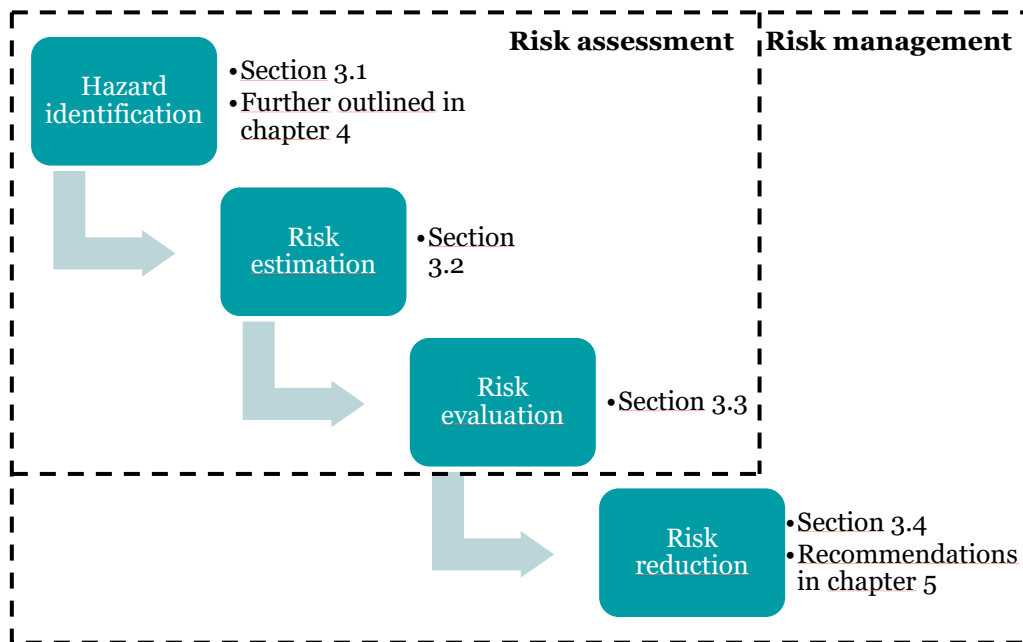 Risk assessment
Risk management
Hazard
identification
•Section 3.1
•Further outlined in
chapter 4
Risk
estimation
•Section
3.2
Risk
evaluation
•Section 3.3
Risk
reduction
•Section 3.4
•Recommendations
in chapter 5